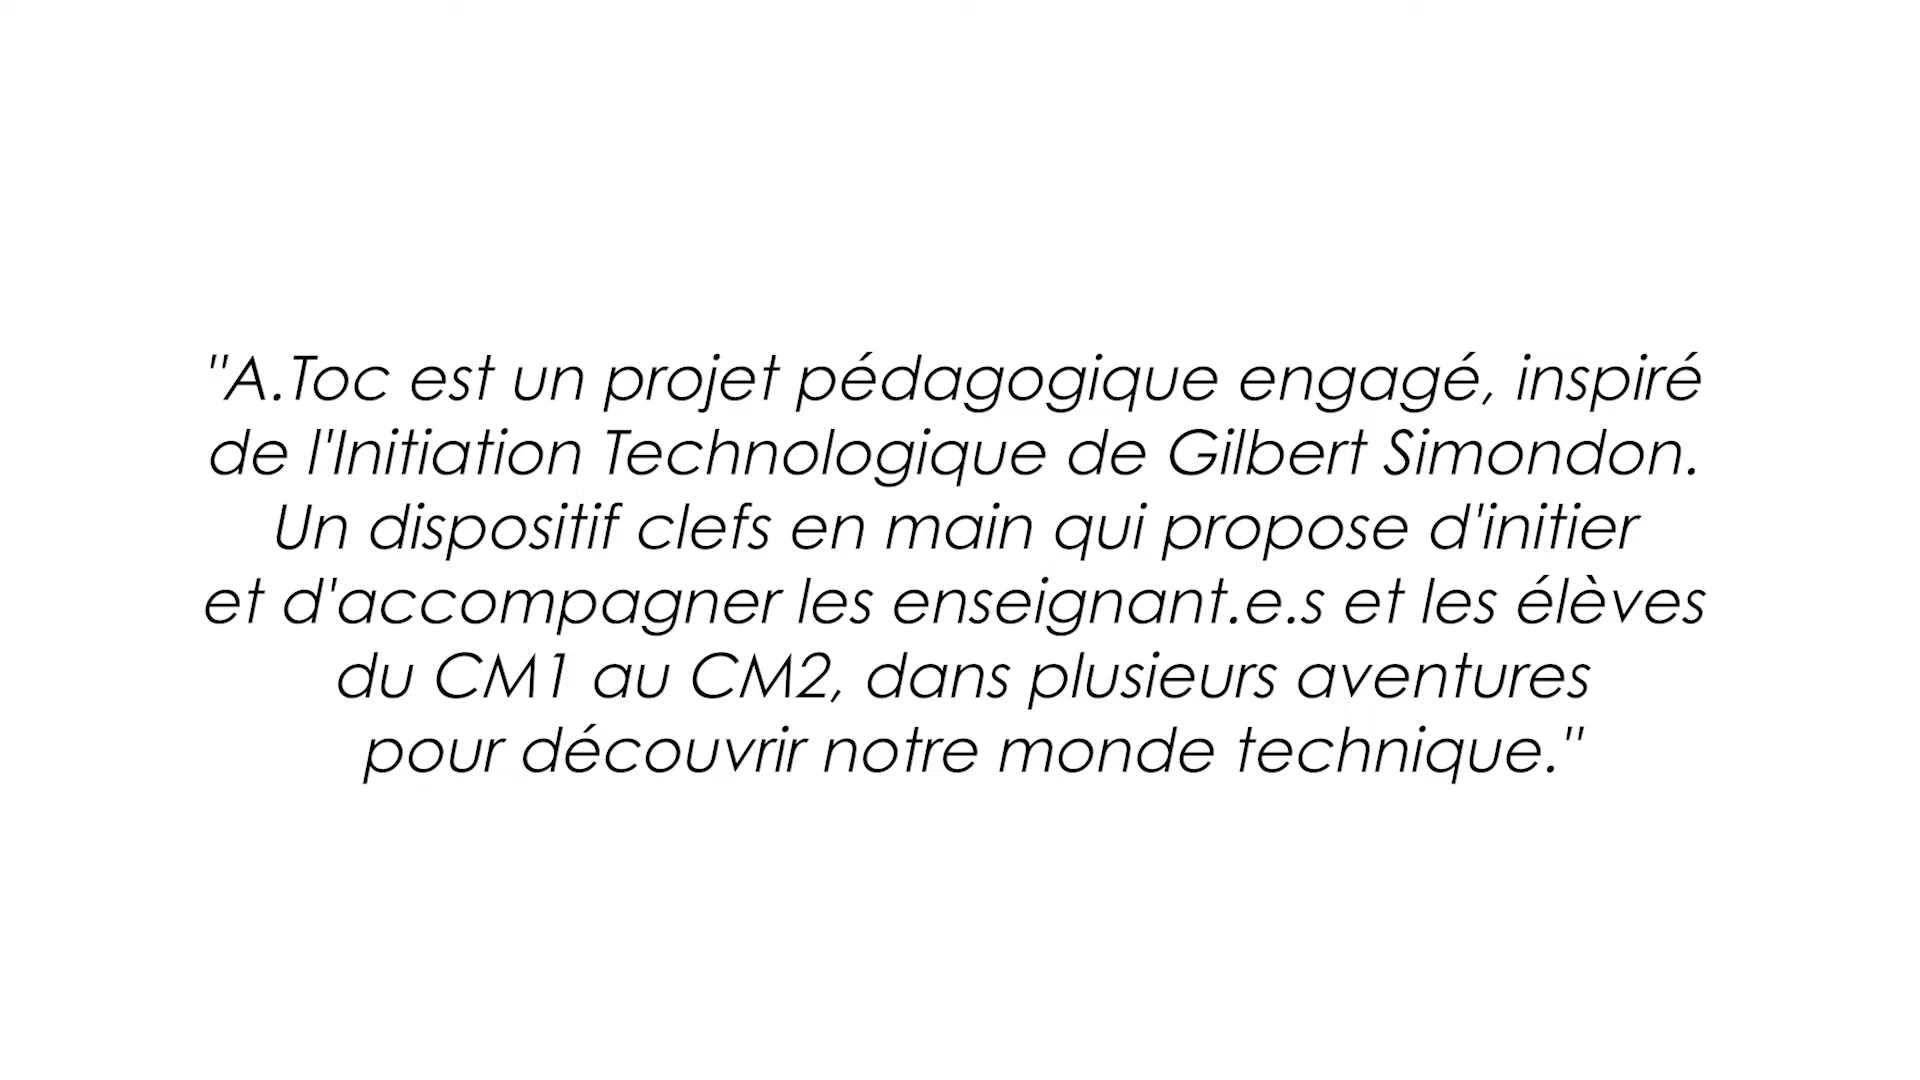 "A.Toc est un projet pédagogique engagé, inspiré
de l'Initiation Technologique de Gilbert Simondon.
Un dispositif clefs en main qui propose d'initier
et d'accompagner les enseignant.e.s et les élèves
du CM1 au CM2, dans plusieurs aventures
pour découvrir notre monde technique."